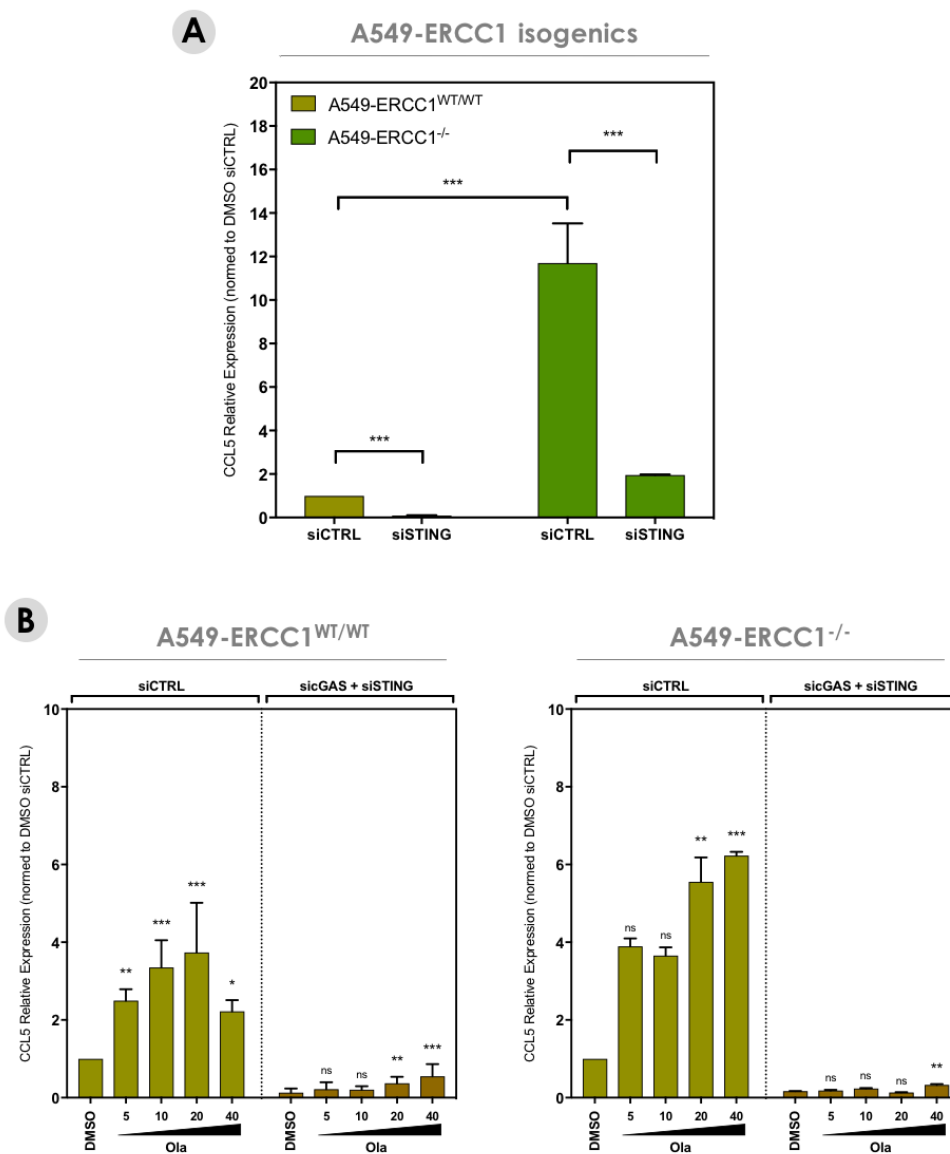 A
A549-ERCC1 isogenics
CCL5 Relative Expression (normed to DMSO siCTRL)
20
18
16
14
12
10
8
6
4
2
0
A549-ERCC1WT/WT
A549-ERCC1-/-
***
***
***
siCTRL siSTING siCTRL siSTING
B
A549-ERCC1WT/WT
siCTRL sicGAS + siSTING
CCL5 Relative Expression (normed to DMSO siCTRL)
10
8
6
4
2
0
** *** *** * ns ns ** ***
DMSO 5 10 20 40 DMSO 5 10 20 40
Ola Ola
A549-ERCC1-/-
siCTRL sicGAS + siSTING
CCL5 Relative Expression (normed to DMSO siCTRL)
10
8
6
4
2
0
ns ns ** *** ns ns ns **
DMSO 5 10 20 40 DMSO 5 10 20 40
Ola Ola